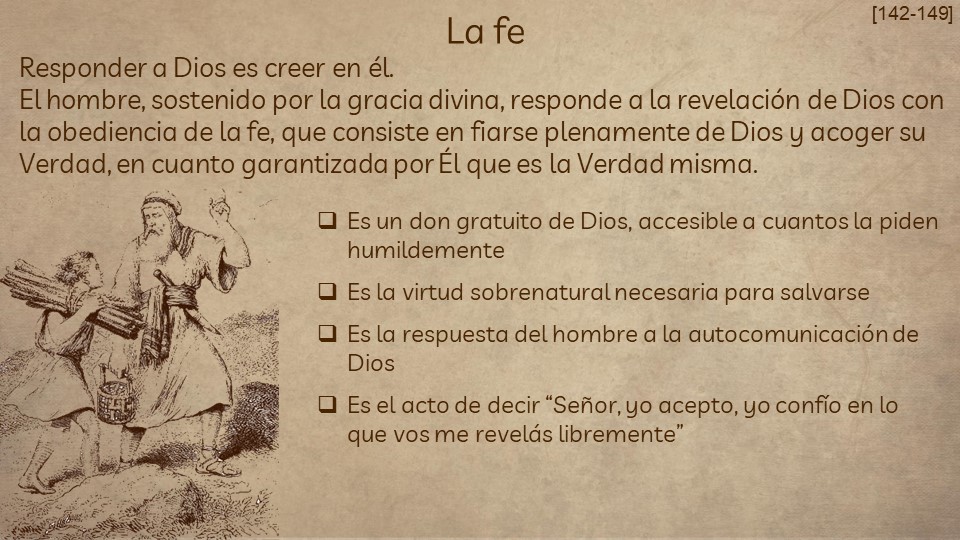 [142-149]
La fe
Responder a Dios es creer en él.
El hombre, sostenido por la gracia divina, responde a la revelación de Dios con
la obediencia de la fe, que consiste en fiarse plenamente de Dios y acoger su
Verdad, en cuanto garantizada por Él que es la Verdad misma.
❑ Es un don gratuito de Dios, accesible a cuantos la piden
humildemente
❑ Es la virtud sobrenatural necesaria para salvarse
❑ Es la respuesta del hombre a la autocomunicación de
Dios
❑ Es el acto de decir “Señor, yo acepto, yo confío en lo
que vos me revelás libremente”